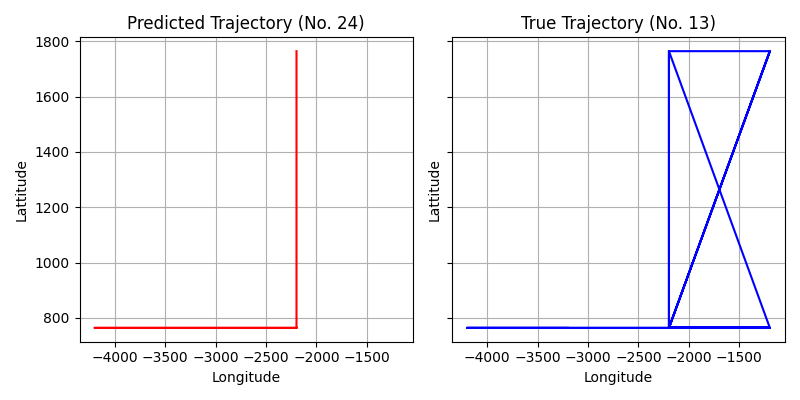 Predicted Trajectory (No. 24)
True Trajectory (No. 13)
1800
1600
1400
1200
1000
800
Lattitude
Lattitude
−4000 −3500 −3000 −2500 −2000 −1500
−4000 −3500 −3000 −2500 −2000 −1500
Longitude
Longitude